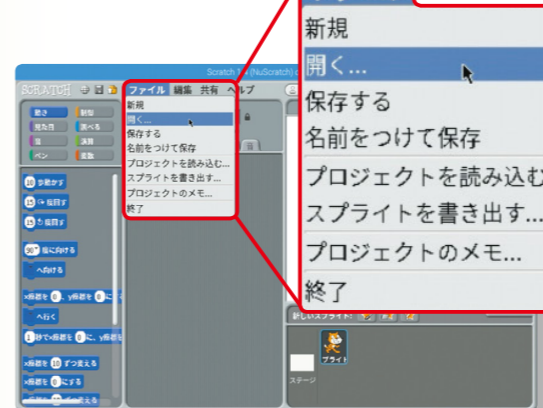 Scratch 1.4 (NuScratch)
SCRATCH ファイル 編集 共有 ヘルプ
新規
開く...
保存する
名前をつけて保存
プロジェクトを読み込む...
スプライトを書き出す...
プロジェクトのメモ...
終了
動き 制御
見た目 調べる
音 演算
ペン 変数
10 歩動かす
15 度回す
15 度回す
90 度に向ける
へ向ける
x座標を 0 、y座標を 0
へ行く
1 秒でx座標を 0 に、y座標を
x座標を 10 ずつ変える
x座標を 0 にする
新しいスプライト:
ステージ
新規
開く...
保存する
名前をつけて保存
プロジェクトを読み込む
スプライトを書き出す...
プロジェクトのメモ...
終了